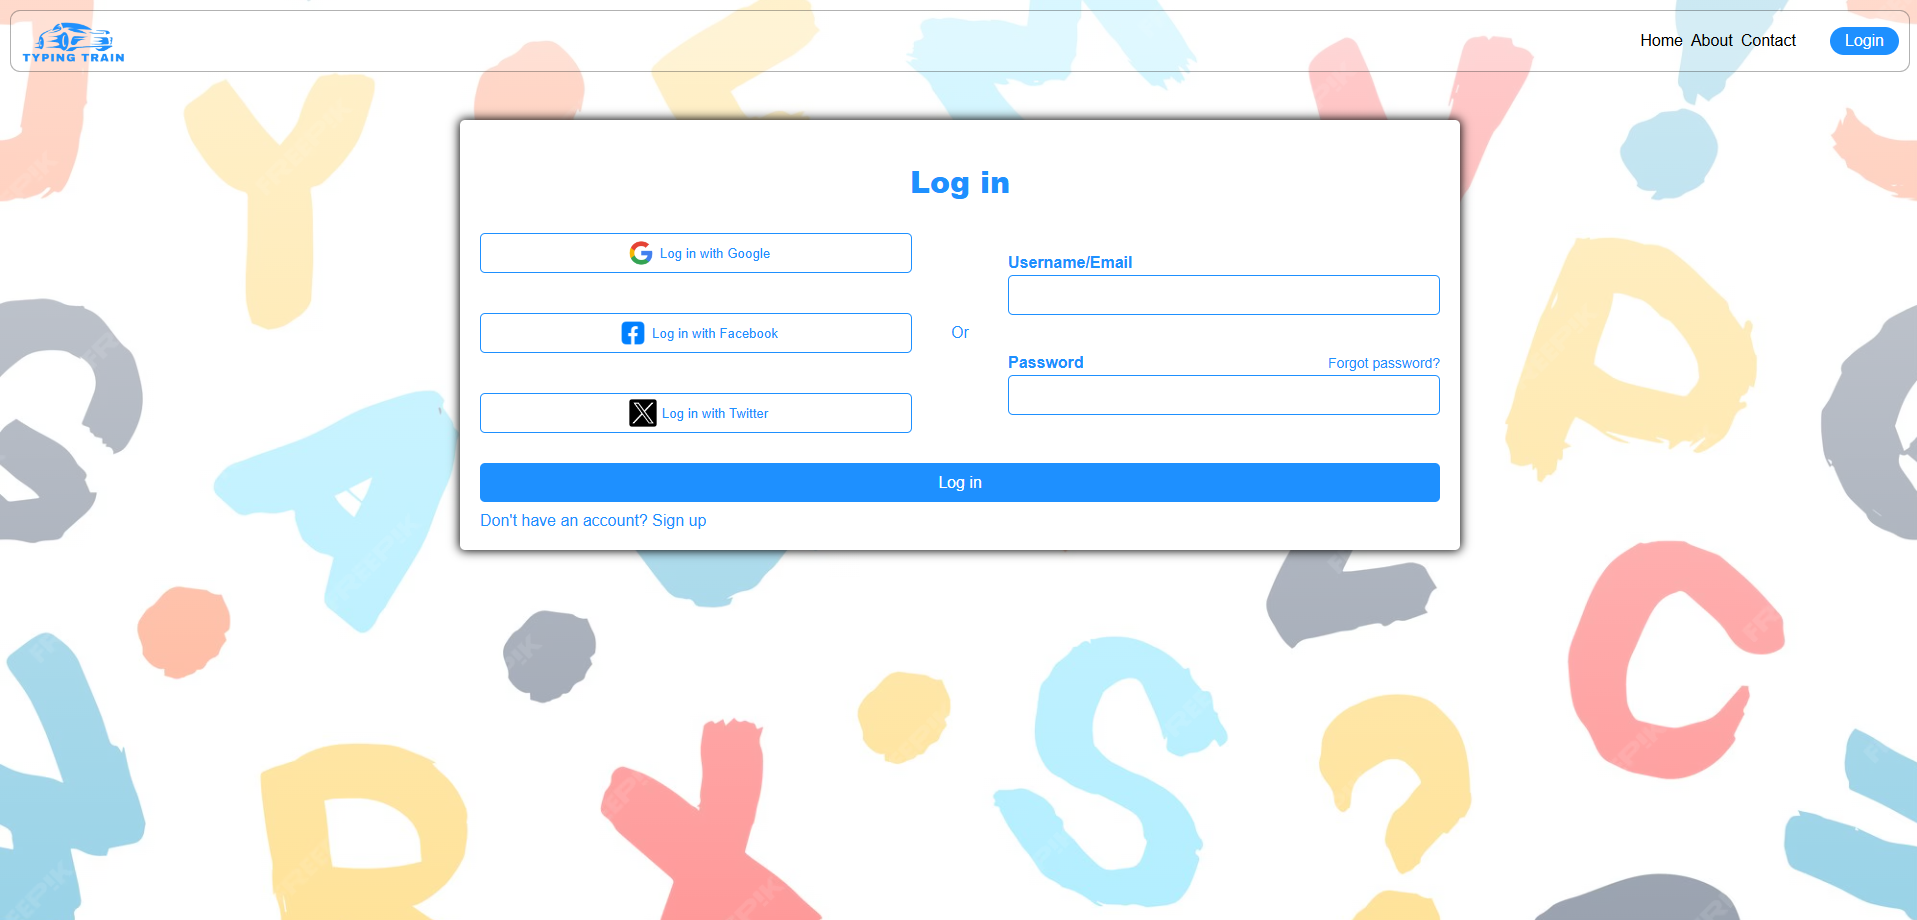 TYPING TRAIN
Home About Contact Login
Log in
Log in with Google
Log in with Facebook
Log in with Twitter
Or
Username/Email
Password Forgot password?
Log in
Don't have an account? Sign up